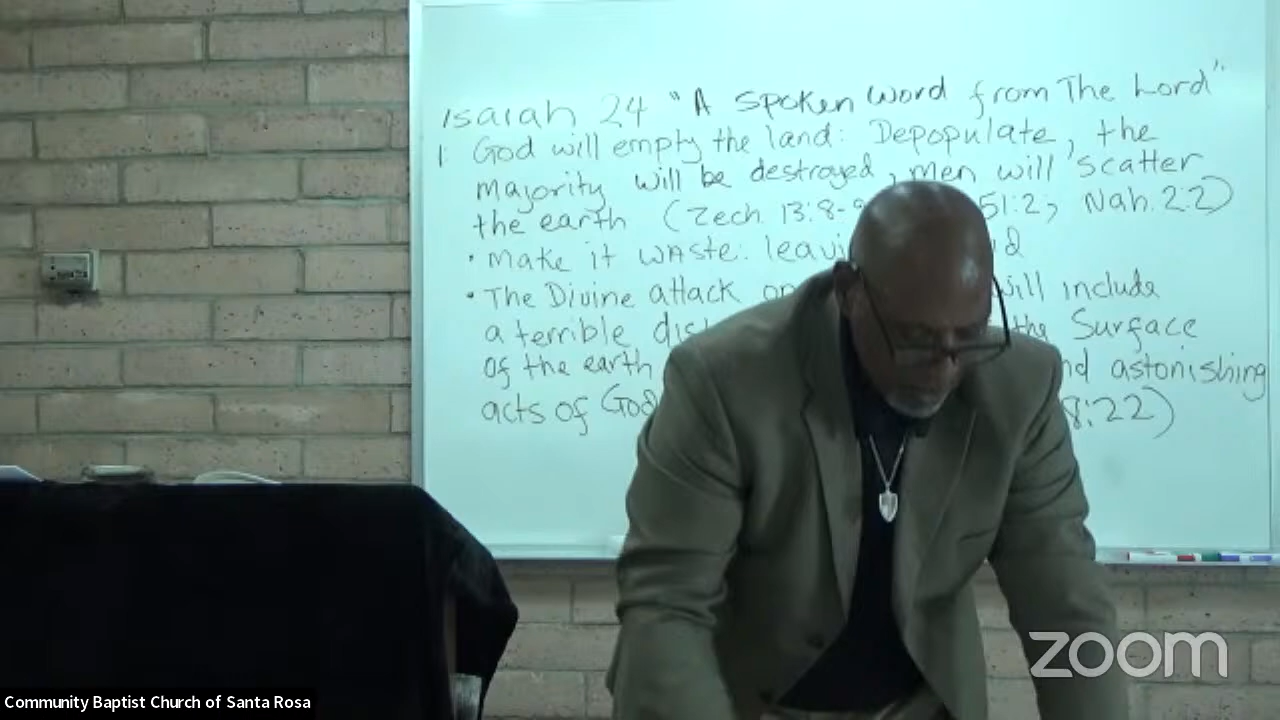 Isaiah 24 "A Spoken Word from The Lord"
1: God will empty the land: Depopulate, the
majority will be destroyed, men will scatter
the earth (Zech. 13:8- 51:2; Nah. 2:2)
• Make it waste:
• The Divine attack will include
a terrible the Surface
of the earth astonishing
acts of God 8:22)
zoom
Community Baptist Church of Santa Rosa